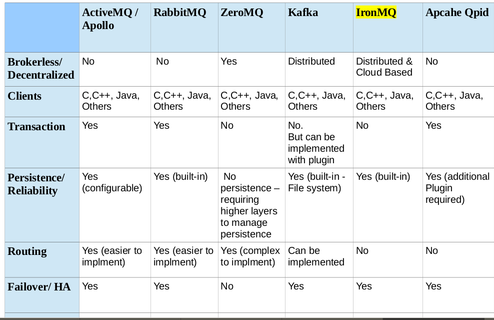 ActiveMQ / Apollo RabbitMQ ZeroMQ Kafka IronMQ Apcahe Qpid
Brokerless/ Decentralized No No Yes Distributed Distributed & Cloud Based No
Clients C,C++, Java, Others C,C++, Java, Others C,C++, Java, Others C,C++, Java, Others C,C++, Java, Others C,C++, Java, Others
Transaction Yes Yes No No. But can be implemented with plugin No Yes
Persistence/ Reliability Yes (configurable) Yes (built-in) No persistence – requiring higher layers to manage persistence Yes (built-in - File system) Yes (built-in) Yes (additional Plugin required)
Routing Yes (easier to implment) Yes (easier to implment) Yes (complex to implment) Can be implemented No No
Failover/ HA Yes Yes No Yes Yes Yes